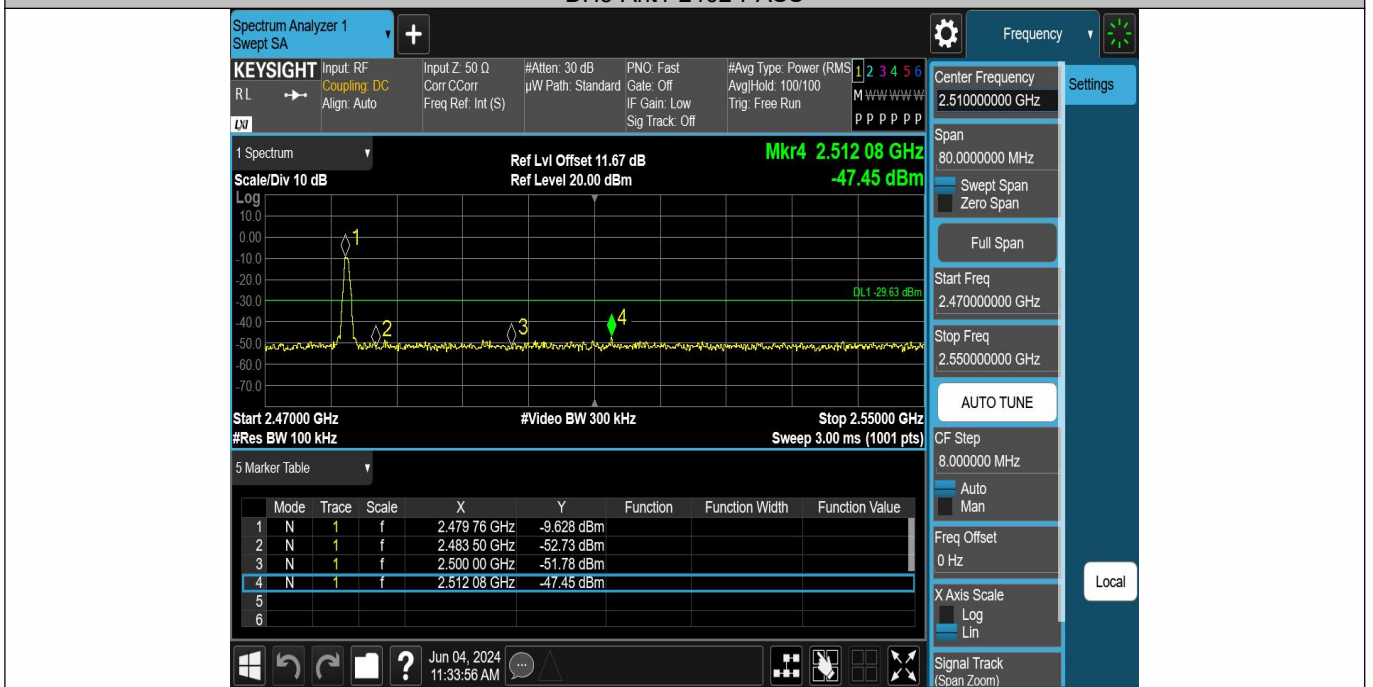 Spectrum Analyzer 1
Swept SA
+
Frequency
KEYSIGHT
RL
LXI
Input: RF
Coupling: DC
Align: Auto
Input Z: 50 Ω
Corr CCorr
Freq Ref: Int (S)
#Atten: 30 dB
µW Path: Standard
PNO: Fast
Gate: Off
IF Gain: Low
Sig Track: Off
#Avg Type: Power (RMS
Avg|Hold: 100/100
Trig: Free Run
1 2 3 4 5 6
M W W W W W
P P P P P P
1 Spectrum
Scale/Div 10 dB
Ref Lvl Offset 11.67 dB
Ref Level 20.00 dBm
Mkr4 2.512 08 GHz
-47.45 dBm
Log
10.0
0.00
-10.0
-20.0
-30.0
-40.0
-50.0
-60.0
-70.0
1
2
3
4
DL1 -29.63 dBm
Start 2.47000 GHz
#Video BW 300 kHz
Stop 2.55000 GHz
#Res BW 100 kHz
Sweep 3.00 ms (1001 pts)
5 Marker Table
Mode Trace Scale X Y Function Function Width Function Value
1 N 1 f 2.479 76 GHz -9.628 dBm
2 N 1 f 2.483 50 GHz -52.73 dBm
3 N 1 f 2.500 00 GHz -51.78 dBm
4 N 1 f 2.512 08 GHz -47.45 dBm
5
6
?
Jun 04, 2024
11:33:56 AM
Center Frequency
2.510000000 GHz
Settings
Span
80.0000000 MHz
Swept Span
Zero Span
Full Span
Start Freq
2.470000000 GHz
Stop Freq
2.550000000 GHz
AUTO TUNE
CF Step
8.000000 MHz
Auto
Man
Freq Offset
0 Hz
X Axis Scale
Log
Lin
Local
Signal Track
(Span Zoom)